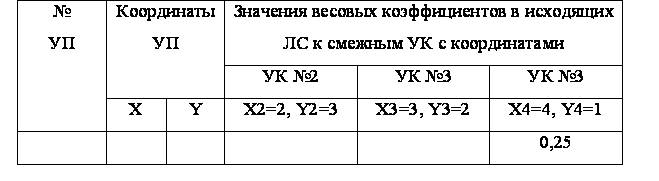 № Координаты Значения весовых коэффициентов в исходящих
УП УП ЛС к смежным УК с координатами
УК №2 УК №3 УК №3
X Y X2=2, Y2=3 X3=3, Y3=2 X4=4, Y4=1
0,25